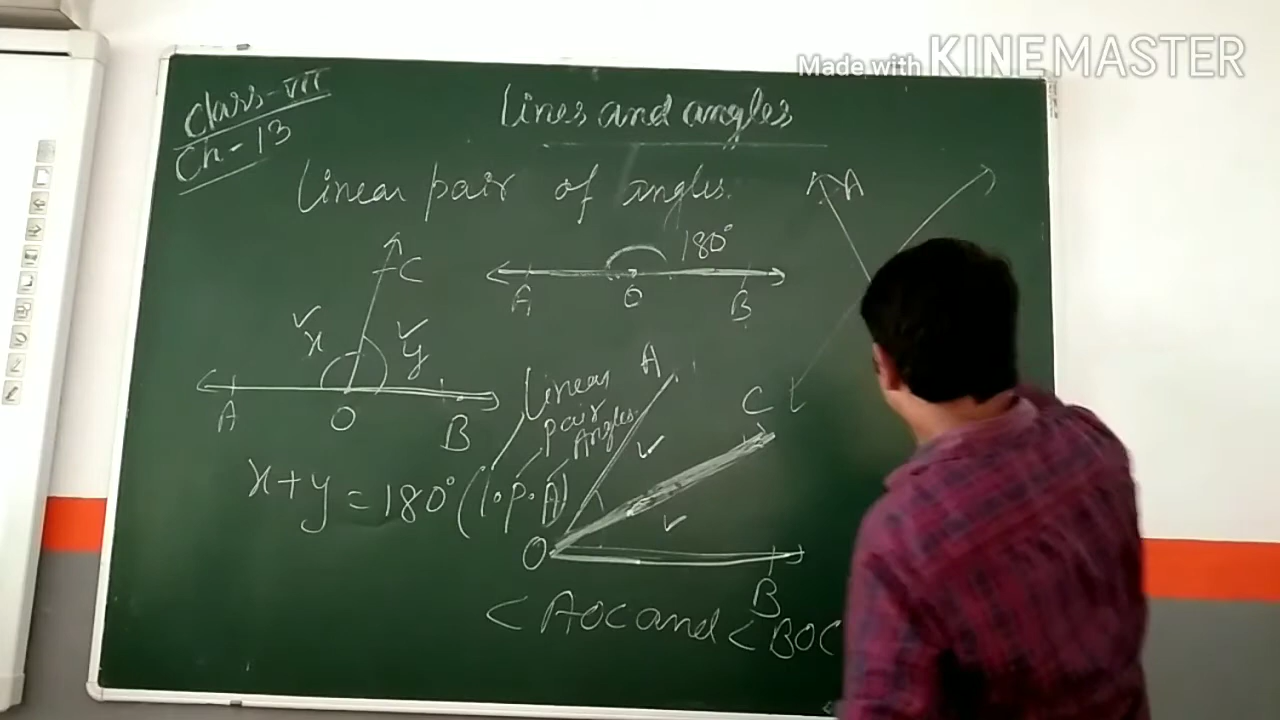 Made with KINEMASTER
Class-VII
Ch-13
Lines and angles
Linear pair of angles.
A
180°
A O B
C
x y
A O B
Linear
pair
Angles.
x+y=180° (l.p.A)
A
C
L
O
B
<AOC and <BOC